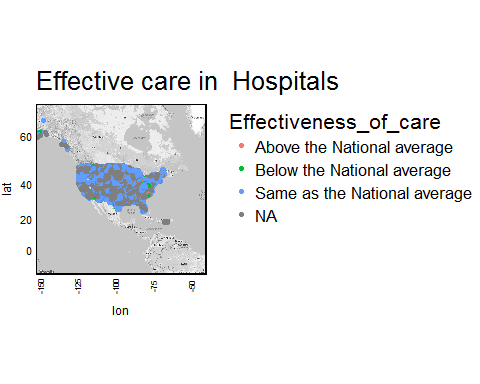 Effective care in Hospitals
Effectiveness_of_care
Above the National average
Below the National average
Same as the National average
NA
60
40
20
0
lat
-150
-125
-100
-75
-50
lon